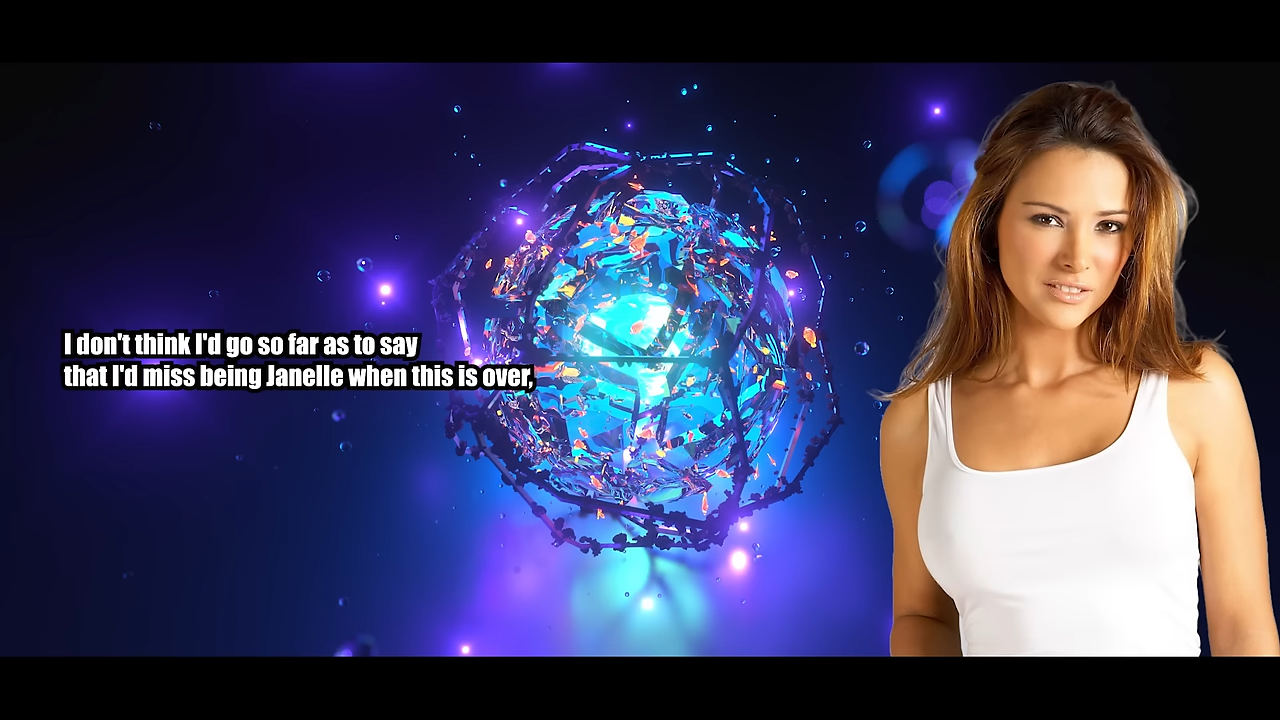 I don't think I'd go so far as to say
that I'd miss being Janelle when this is over,